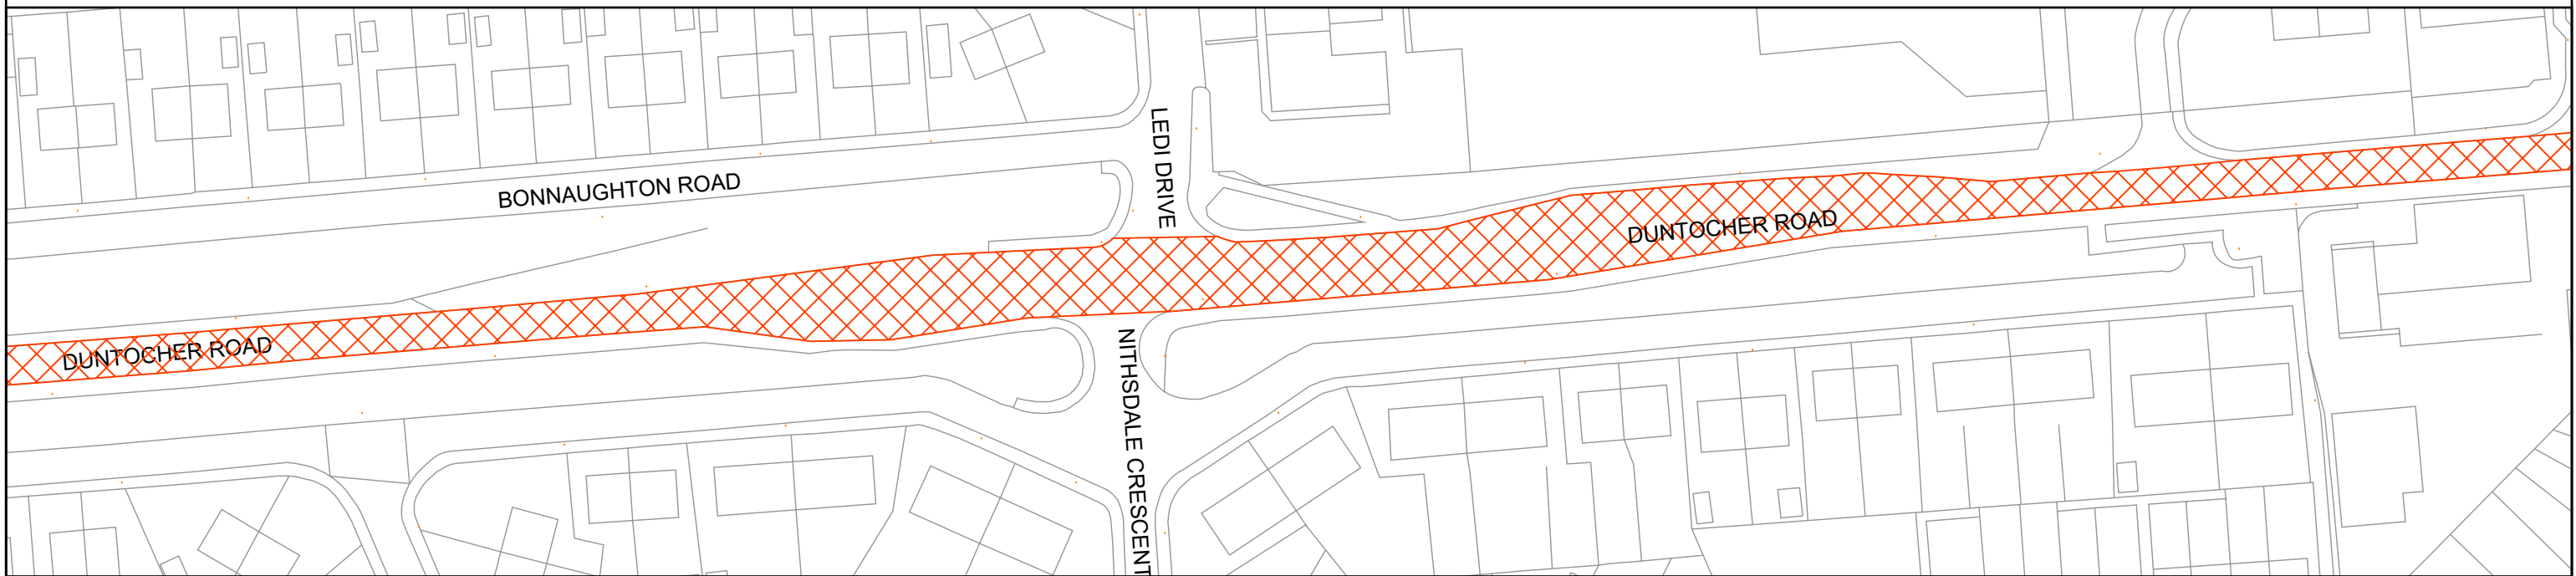 LEDI DRIVE
BONNAUGHTON ROAD
DUNTOCHER ROAD
DUNTOCHER ROAD
NITHSDALE CRESCENT